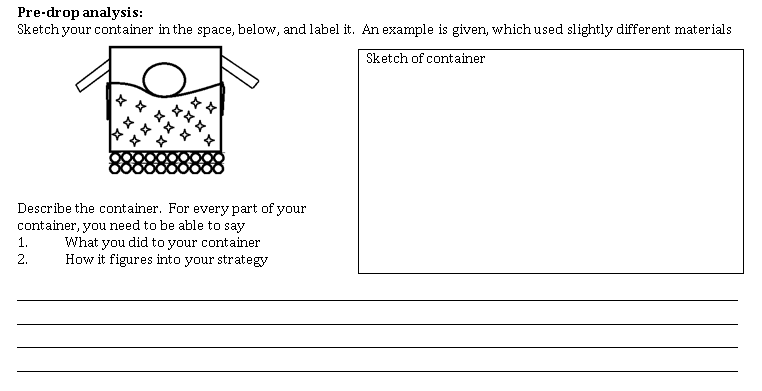 Pre-drop analysis:
Sketch your container in the space, below, and label it.  An example is given, which used slightly different materials
Sketch of container
Describe the container.  For every part of your
container, you need to be able to say
1. What you did to your container
2. How it figures into your strategy